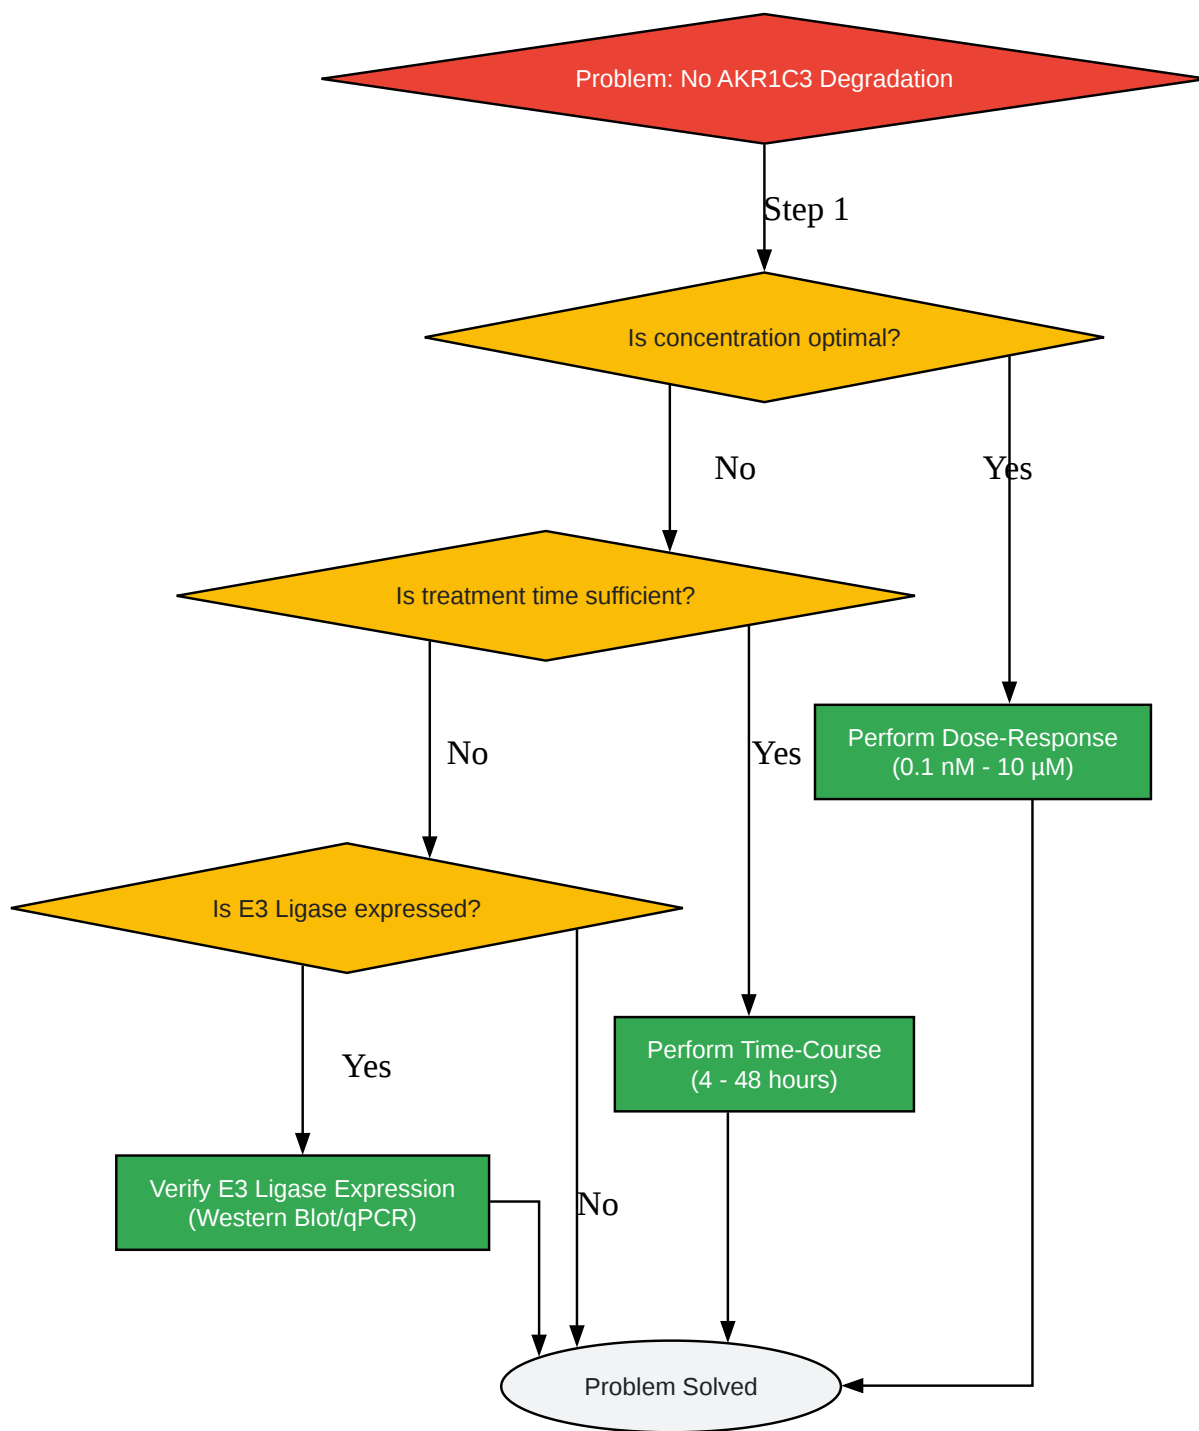 Problem: No AKR1C3 Degradation
Step 1
Is concentration optimal?
No
Yes
Is treatment time sufficient?
No
Yes
Perform Dose-Response
(0.1 nM - 10 µM)
Is E3 Ligase expressed?
Perform Time-Course
(4 - 48 hours)
Yes
Verify E3 Ligase Expression
(Western Blot/qPCR)
No
Problem Solved